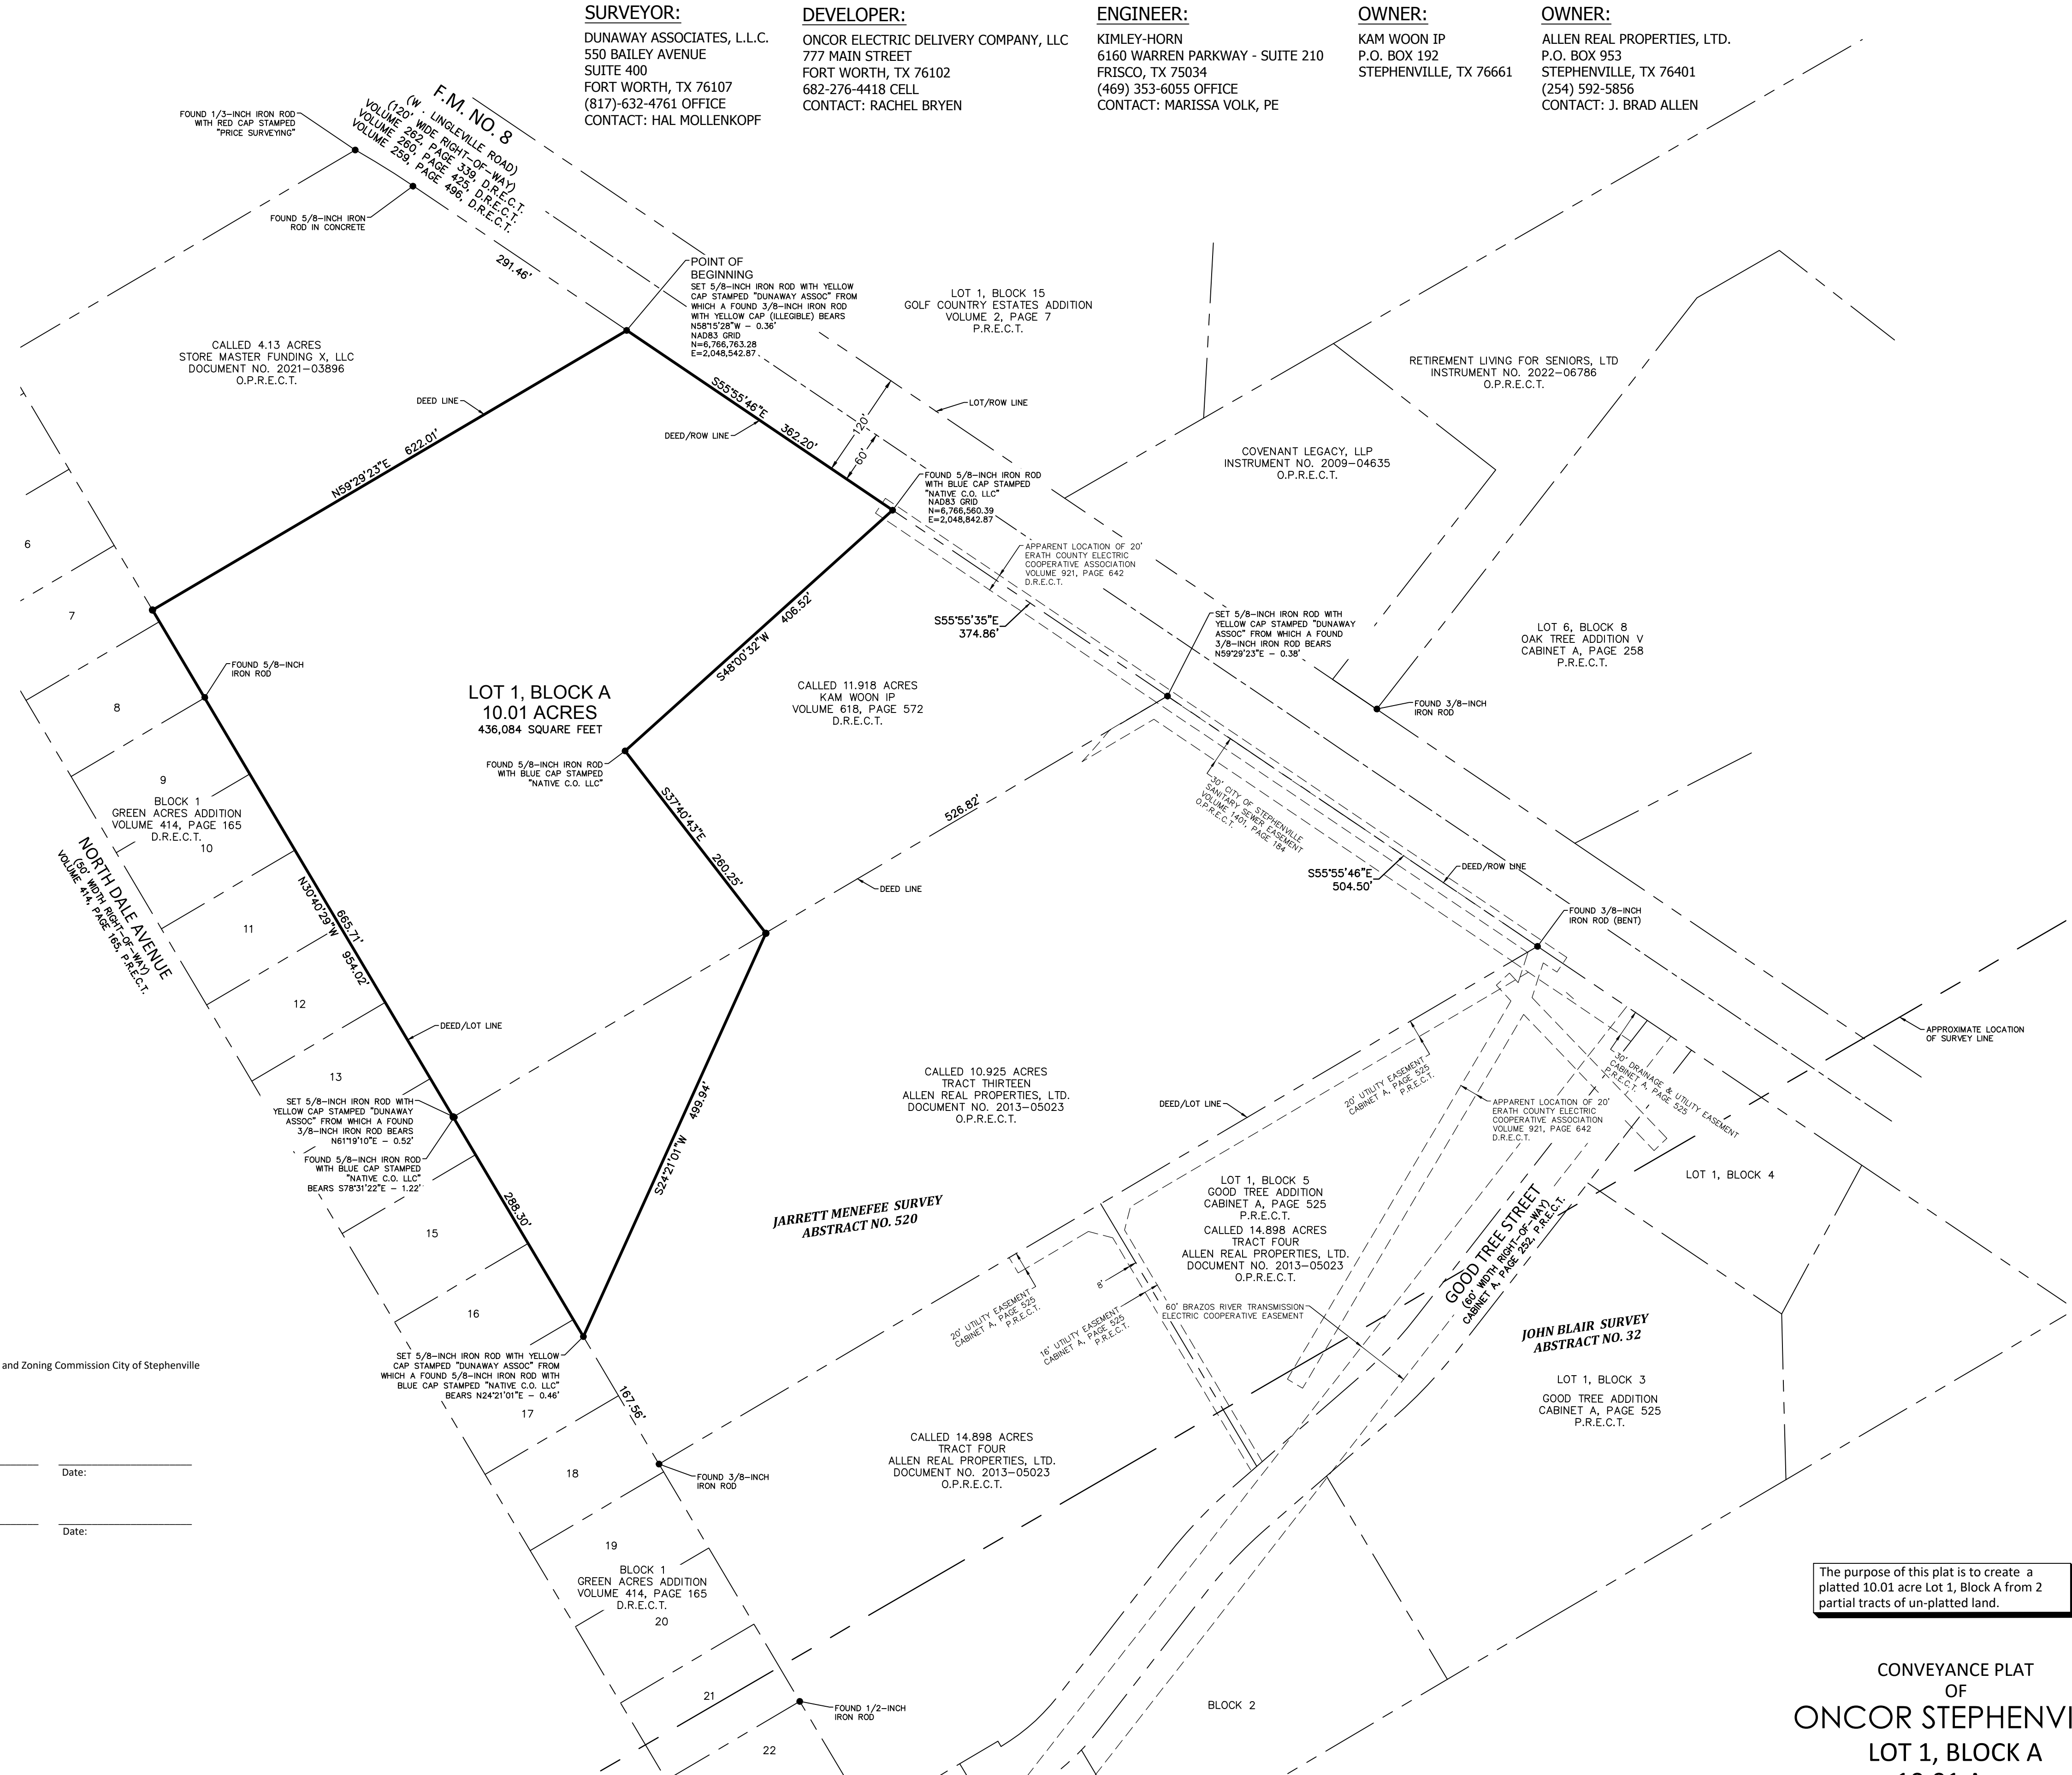 SURVEYOR:
DUNAWAY ASSOCIATES, L.L.C.
550 BAILEY AVENUE
SUITE 400
FORT WORTH, TX 76107
(817)-632-4761 OFFICE
CONTACT: HAL MOLLENKOPF
DEVELOPER:
ONCOR ELECTRIC DELIVERY COMPANY, LLC
777 MAIN STREET
FORT WORTH, TX 76102
682-276-4418 CELL
CONTACT: RACHEL BRYEN
ENGINEER:
KIMLEY-HORN
6160 WARREN PARKWAY - SUITE 210
FRISCO, TX 75034
(469) 353-6055 OFFICE
CONTACT: MARISSA VOLK, PE
OWNER:
KAM WOON IP
P.O. BOX 192
STEPHENVILLE, TX 76661
OWNER:
ALLEN REAL PROPERTIES, LTD.
P.O. BOX 953
STEPHENVILLE, TX 76401
(254) 592-5856
CONTACT: J. BRAD ALLEN
F.M. NO. 8
(W . LINGLEVILLE ROAD)
(120' WIDE RIGHT-OF-WAY)
VOLUME 262, PAGE 339, D.R.E.C.T.
VOLUME 260, PAGE 425, D.R.E.C.T.
VOLUME 259, PAGE 496, D.R.E.C.T.
FOUND 1/3-INCH IRON ROD
WITH RED CAP STAMPED
"PRICE SURVEYING"
FOUND 5/8-INCH IRON
ROD IN CONCRETE
291.46'
POINT OF
BEGINNING
SET 5/8-INCH IRON ROD WITH YELLOW
CAP STAMPED "DUNAWAY ASSOC" FROM
WHICH A FOUND 3/8-INCH IRON ROD
WITH YELLOW CAP (ILLEGIBLE) BEARS
N58°15'28"W - 0.36'
NAD83 GRID
N=6,766,763.28
E=2,048,542.87
LOT 1, BLOCK 15
GOLF COUNTRY ESTATES ADDITION
VOLUME 2, PAGE 7
P.R.E.C.T.
CALLED 4.13 ACRES
STORE MASTER FUNDING X, LLC
DOCUMENT NO. 2021-03896
O.P.R.E.C.T.
RETIREMENT LIVING FOR SENIORS, LTD
INSTRUMENT NO. 2022-06786
O.P.R.E.C.T.
DEED LINE
S55°55'46"E
362.20'
DEED/ROW LINE
120'
60'
LOT/ROW LINE
N59°29'23"E 622.01'
COVENANT LEGACY, LLP
INSTRUMENT NO. 2009-04635
O.P.R.E.C.T.
FOUND 5/8-INCH IRON ROD
WITH BLUE CAP STAMPED
"NATIVE C.O. LLC"
NAD83 GRID
N=6,766,560.39
E=2,048,842.87
6
7
APPARENT LOCATION OF 20'
ERATH COUNTY ELECTRIC
COOPERATIVE ASSOCIATION
VOLUME 921, PAGE 642
D.R.E.C.T.
S55°55'35"E
374.86'
SET 5/8-INCH IRON ROD WITH
YELLOW CAP STAMPED "DUNAWAY
ASSOC" FROM WHICH A FOUND
3/8-INCH IRON ROD BEARS
N59°29'23"E - 0.38'
LOT 6, BLOCK 8
OAK TREE ADDITION V
CABINET A, PAGE 258
P.R.E.C.T.
S48°00'32"W 406.52'
FOUND 5/8-INCH
IRON ROD
LOT 1, BLOCK A
10.01 ACRES
436,084 SQUARE FEET
CALLED 11.918 ACRES
KAM WOON IP
VOLUME 618, PAGE 572
D.R.E.C.T.
FOUND 3/8-INCH
IRON ROD
8
FOUND 5/8-INCH IRON ROD
WITH BLUE CAP STAMPED
"NATIVE C.O. LLC"
9
BLOCK 1
GREEN ACRES ADDITION
VOLUME 414, PAGE 165
D.R.E.C.T.
10
S37°40'43"E 260.25'
526.82'
30' CITY OF STEPHENVILLE
SANITARY SEWER EASEMENT
VOLUME 1401, PAGE 184
O.P.R.E.C.T.
NORTH DALE AVENUE
(50' WIDTH RIGHT-OF-WAY)
VOLUME 414, PAGE 165, P.R.E.C.T.
N30°40'29"W 954.02'
665.71'
11
12
13
DEED LINE
S55°55'46"E
504.50'
DEED/ROW LINE
FOUND 3/8-INCH
IRON ROD (BENT)
DEED/LOT LINE
APPROXIMATE LOCATION
OF SURVEY LINE
SET 5/8-INCH IRON ROD WITH
YELLOW CAP STAMPED "DUNAWAY
ASSOC" FROM WHICH A FOUND
3/8-INCH IRON ROD BEARS
N61°19'10"E - 0.52'
FOUND 5/8-INCH IRON ROD
WITH BLUE CAP STAMPED
"NATIVE C.O. LLC"
BEARS S78°31'22"E - 1.22'
S24°21'01"W 499.94'
CALLED 10.925 ACRES
TRACT THIRTEEN
ALLEN REAL PROPERTIES, LTD.
DOCUMENT NO. 2013-05023
O.P.R.E.C.T.
DEED/LOT LINE
20' UTILITY EASEMENT
CABINET A, PAGE 525
P.R.E.C.T.
30' DRAINAGE & UTILITY EASEMENT
CABINET A, PAGE 525
P.R.E.C.T.
APPARENT LOCATION OF 20'
ERATH COUNTY ELECTRIC
COOPERATIVE ASSOCIATION
VOLUME 921, PAGE 642
D.R.E.C.T.
288.30'
JARRETT MENEFEE SURVEY
ABSTRACT NO. 520
LOT 1, BLOCK 5
GOOD TREE ADDITION
CABINET A, PAGE 525
P.R.E.C.T.
CALLED 14.898 ACRES
TRACT FOUR
ALLEN REAL PROPERTIES, LTD.
DOCUMENT NO. 2013-05023
O.P.R.E.C.T.
LOT 1, BLOCK 4
GOOD TREE STREET
(60' WIDTH RIGHT-OF-WAY)
CABINET A, PAGE 252, P.R.E.C.T.
15
16
8'
20' UTILITY EASEMENT
CABINET A, PAGE 525
P.R.E.C.T.
16' UTILITY EASEMENT
CABINET A, PAGE 525
P.R.E.C.T.
60' BRAZOS RIVER TRANSMISSION
ELECTRIC COOPERATIVE EASEMENT
JOHN BLAIR SURVEY
ABSTRACT NO. 32
and Zoning Commission City of Stephenville
SET 5/8-INCH IRON ROD WITH YELLOW
CAP STAMPED "DUNAWAY ASSOC" FROM
WHICH A FOUND 5/8-INCH IRON ROD WITH
BLUE CAP STAMPED "NATIVE C.O. LLC"
BEARS N24°21'01"E - 0.46'
17
167.56'
LOT 1, BLOCK 3
GOOD TREE ADDITION
CABINET A, PAGE 525
P.R.E.C.T.
CALLED 14.898 ACRES
TRACT FOUR
ALLEN REAL PROPERTIES, LTD.
DOCUMENT NO. 2013-05023
O.P.R.E.C.T.
Date:
18
FOUND 3/8-INCH
IRON ROD
Date:
19
BLOCK 1
GREEN ACRES ADDITION
VOLUME 414, PAGE 165
D.R.E.C.T.
20
The purpose of this plat is to create a
platted 10.01 acre Lot 1, Block A from 2
partial tracts of un-platted land.
21
FOUND 1/2-INCH
IRON ROD
22
BLOCK 2
CONVEYANCE PLAT
OF
ONCOR STEPHENVI
LOT 1, BLOCK A